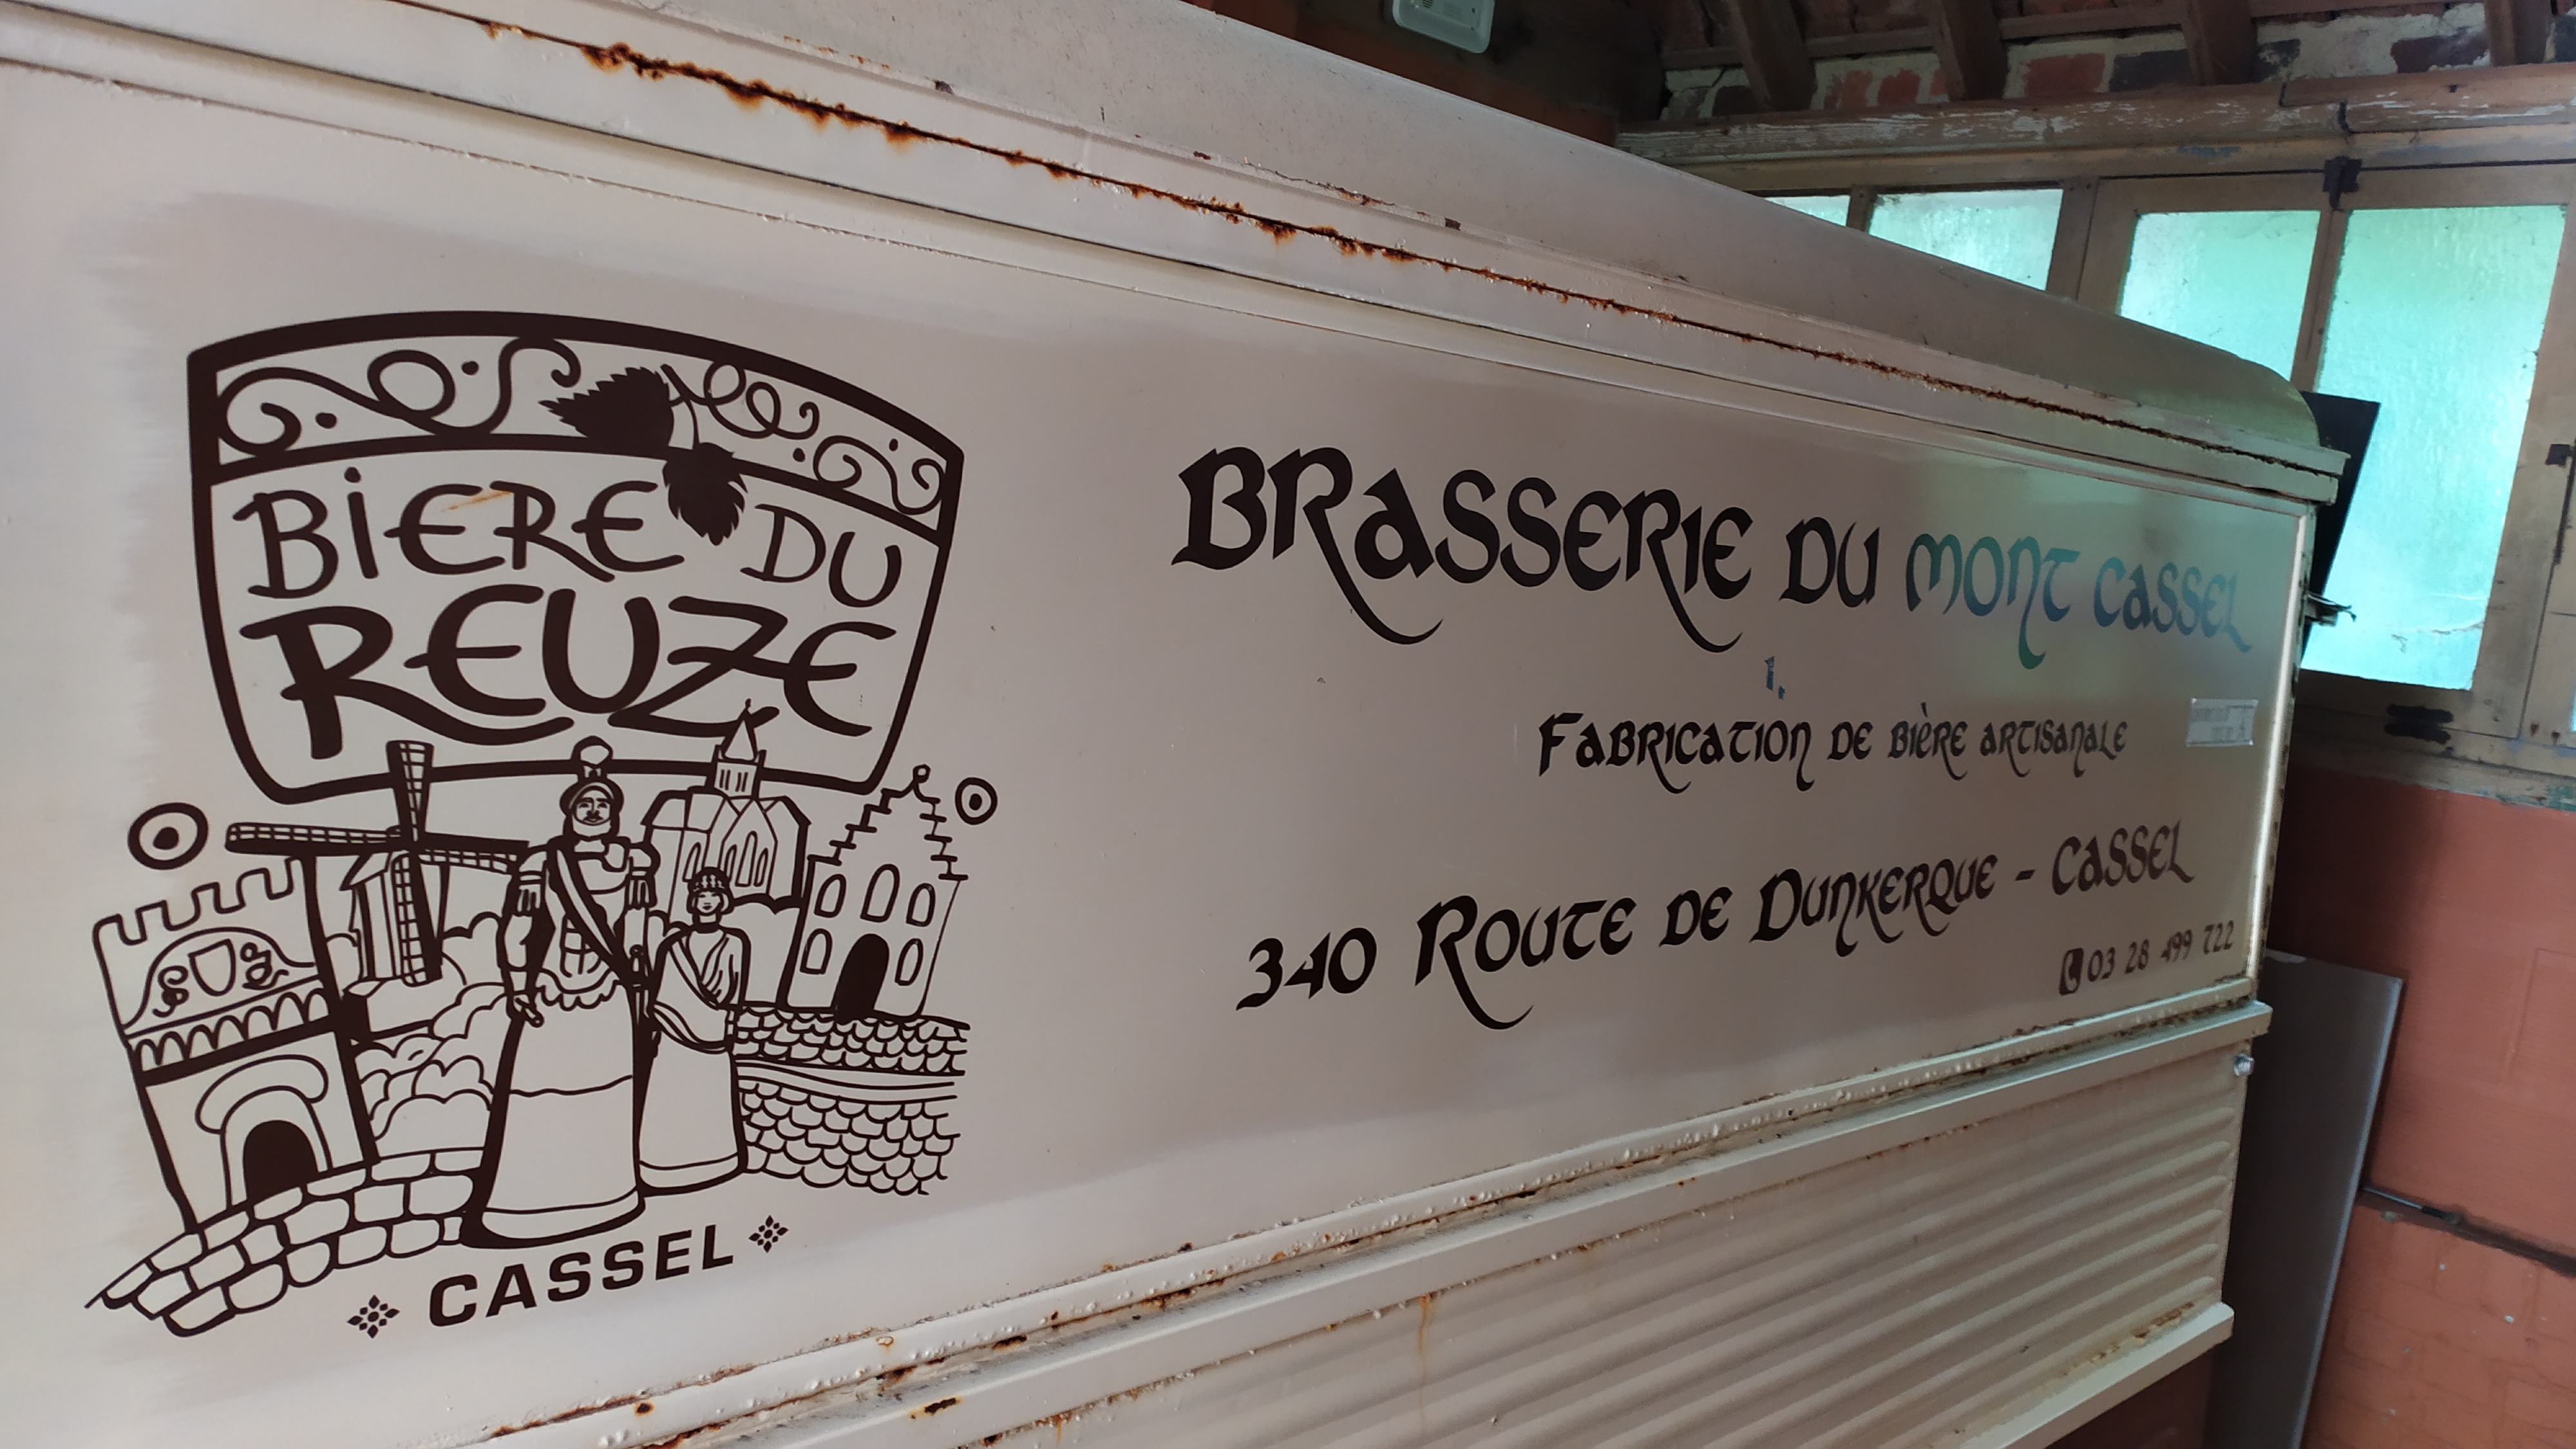 BiERE DU
REUZE
CASSEL
BRASSERIE DU MONT CASSEL
FABRICATION DE BIÈRE ARTISANALE
340 ROUTE DE DUNKERQUE - CASSEL
03 28 499 722